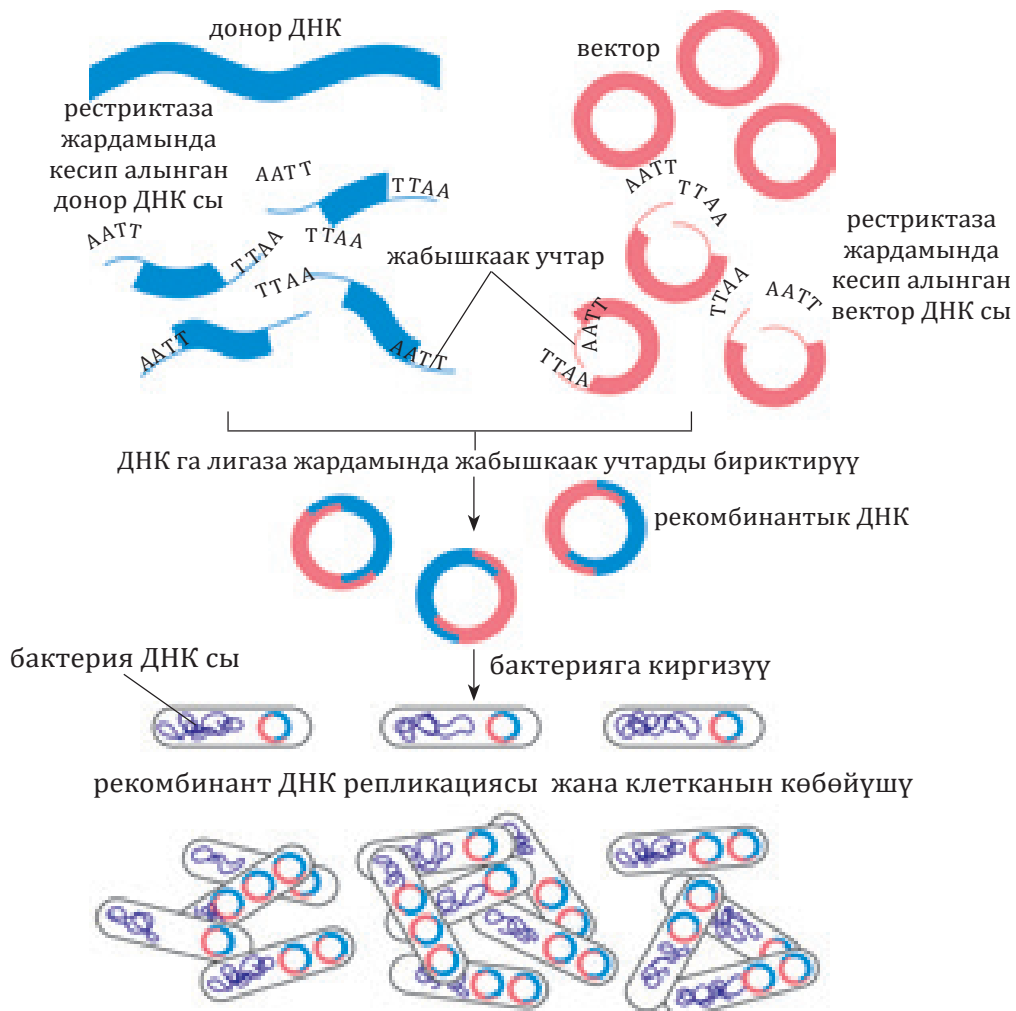 донор ДНК
вектор
рестриктаза
жардамында
кесип алынган
донор ДНК сы
AATT
TTAA
TTAA
AATT
TTAA
TTAA
AATT
AATT
жабышкаак учтар
AATT
TTAA
TTAA
AATT
AATT
TTAA
рестриктаза
жардамында
кесип алынган
вектор ДНК сы
ДНК га лигаза жардамында жабышкаак учтарды бириктирүү
рекомбинантык ДНК
бактерия ДНК сы
бактерияга киргизүү
рекомбинант ДНК репликациясы жана клетканын көбөйүшү